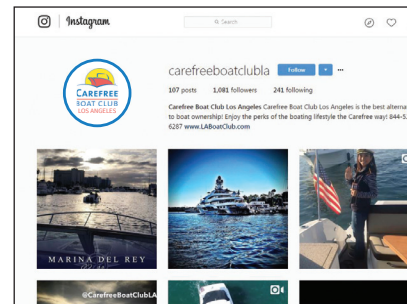 Instagram
Search
carefreeboatclubla Follow
107 posts 1,081 followers 241 following
Carefree Boat Club Los Angeles Carefree Boat Club Los Angeles is the best alterna
to boat ownership! Enjoy the perks of the boating lifestyle the Carefree way! 844-5
6287 www.LABoatClub.com
CAREFREE
BOAT CLUB
LOS ANGELES
MARINA DEL REY
@CarefreeBoatClubLA